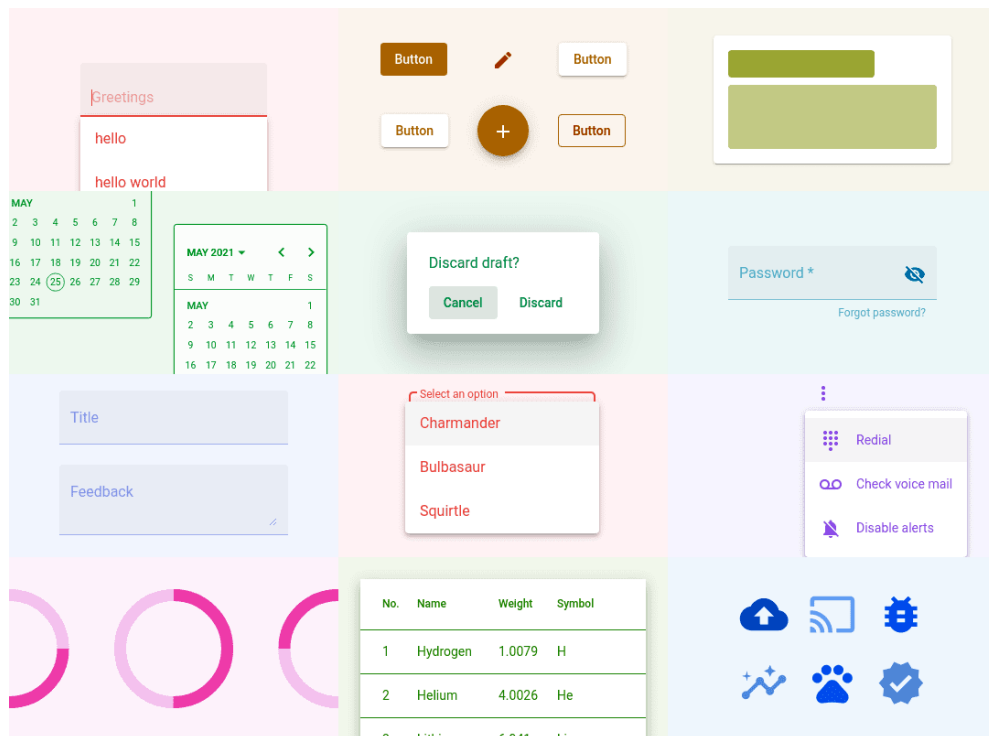 Greetings
hello
hello world
Button
Button
Button
Button
MAY 1
2 3 4 5 6 7 8
9 10 11 12 13 14 15
16 17 18 19 20 21 22
23 24 25 26 27 28 29
30 31
MAY 2021
S M T W T F S
MAY 1
2 3 4 5 6 7 8
9 10 11 12 13 14 15
16 17 18 19 20 21 22
Discard draft?
Cancel Discard
Password *
Forgot password?
Title
Feedback
Select an option
Charmander
Bulbasaur
Squirtle
Redial
Check voice mail
Disable alerts
No. Name Weight Symbol
1 Hydrogen 1.0079 H
2 Helium 4.0026 He